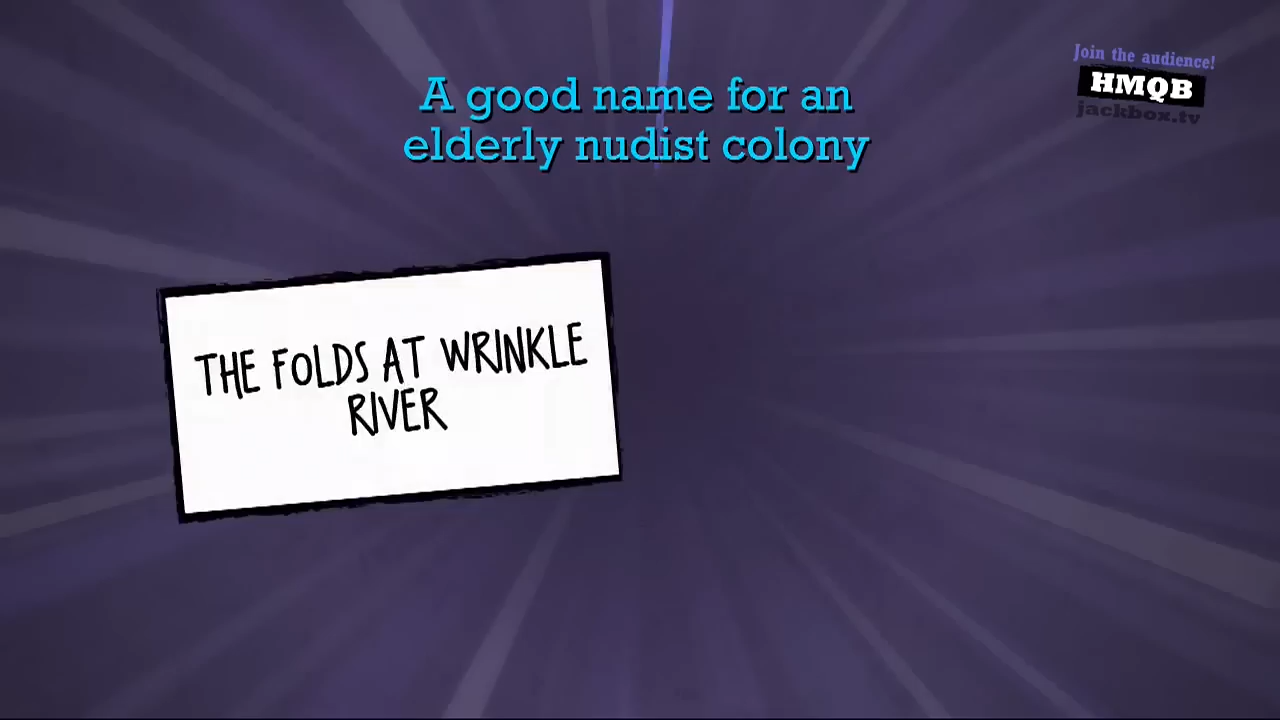 Join the audience!
HMQB
jackbox.tv
A good name for an
elderly nudist colony
THE FOLDS AT WRINKLE
RIVER